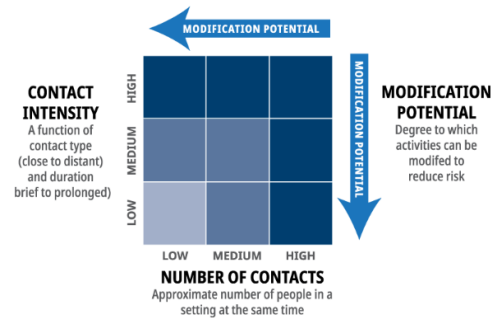 MODIFICATION POTENTIAL
CONTACT
INTENSITY
A function of
contact type
(close to distant)
and duration
brief to prolonged)
HIGH
MEDIUM
LOW
MODIFICATION POTENTIAL
MODIFICATION
POTENTIAL
Degree to which
activities can be
modifed to
reduce risk
LOW
MEDIUM
HIGH
NUMBER OF CONTACTS
Approximate number of people in a
setting at the same time